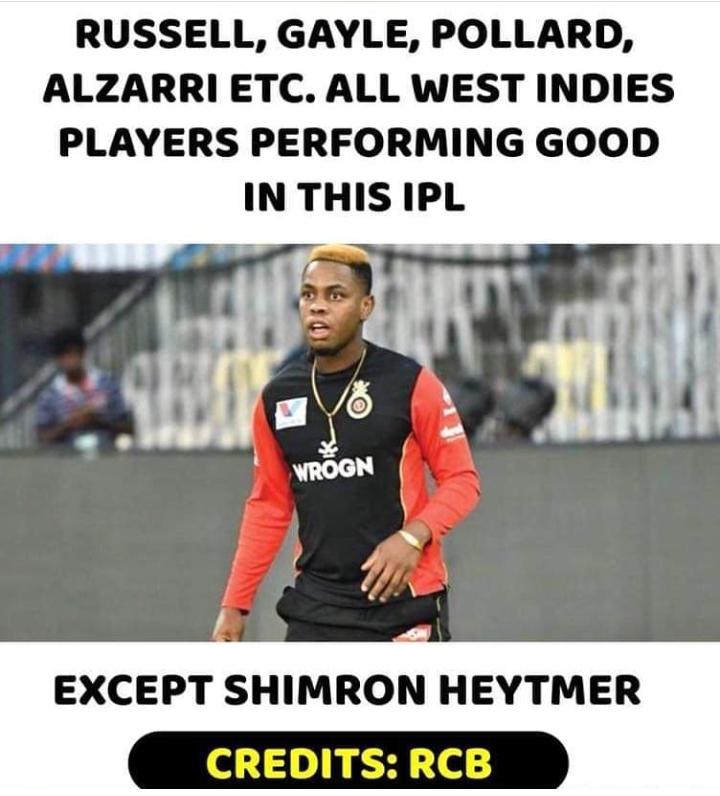 RUSSELL, GAYLE, POLLARD,
ALZARRI ETC. ALL WEST INDIES
PLAYERS PERFORMING GOOD
IN THIS IPL
WROGN
EXCEPT SHIMRON HEYTMER
CREDITS: RCB